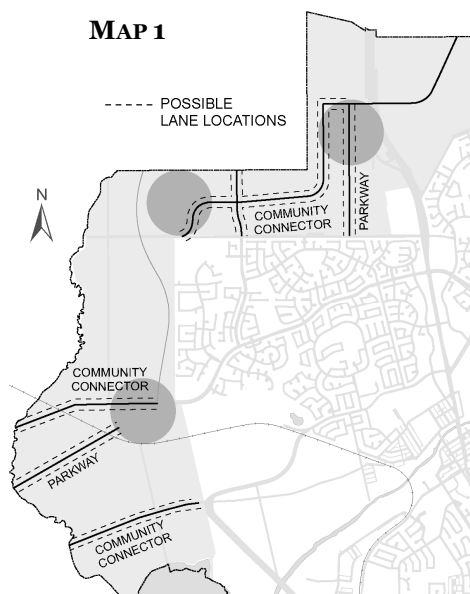 MAP 1
POSSIBLE
LANE LOCATIONS
N
COMMUNITY
CONNECTOR
PARKWAY
COMMUNITY
CONNECTOR
PARKWAY
COMMUNITY
CONNECTOR